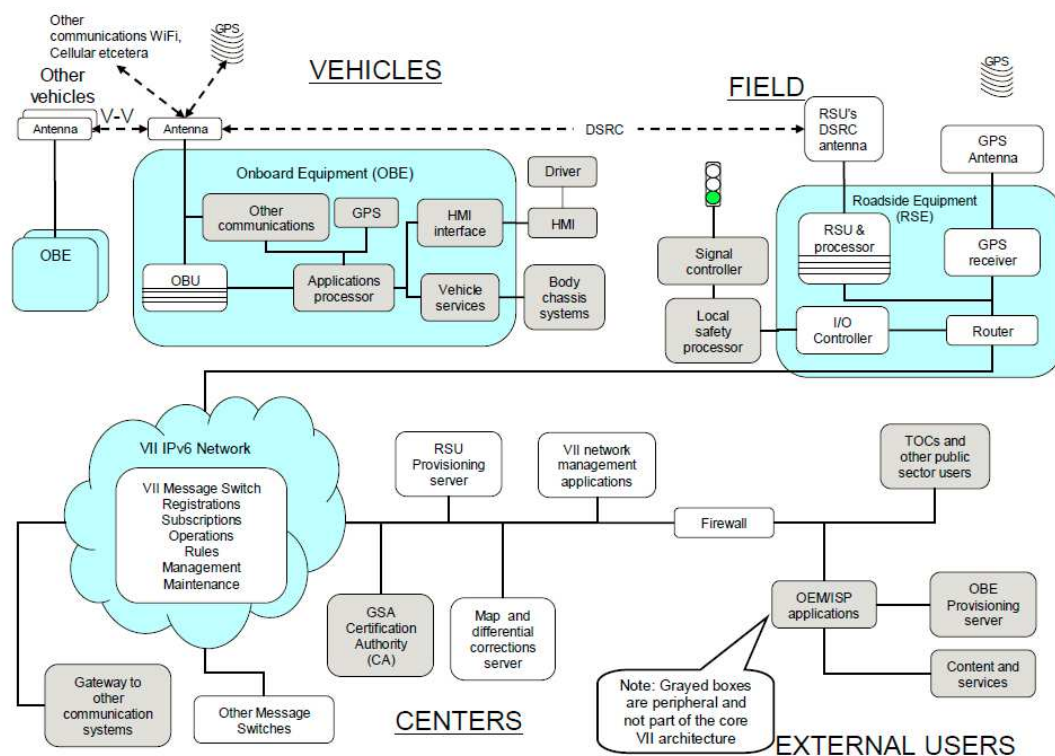 Other
communications WiFi,
Cellular etcetera
GPS
VEHICLES
FIELD
GPS
Other
vehicles
V-V
Antenna
Antenna
DSRC
RSU's
DSRC
antenna
GPS
Antenna
Onboard Equipment (OBE)
Driver
Roadside Equipment
(RSE)
Other
communications
GPS
HMI
interface
HMI
OBE
OBU
Applications
processor
Vehicle
services
Body
chassis
systems
Signal
controller
RSU &
processor
GPS
receiver
Local
safety
processor
I/O
Controller
Router
VII IPv6 Network
VII Message Switch
Registrations
Subscriptions
Operations
Rules
Management
Maintenance
RSU
Provisioning
server
VII network
management
applications
TOCs and
other public
sector users
Firewall
GSA
Certification
Authority
(CA)
Map and
differential
corrections
server
OEM/ISP
applications
OBE
Provisioning
server
Content and
services
Gateway to
other
communication
systems
Other Message
Switches
CENTERS
Note: Grayed boxes
are peripheral and
not part of the core
VII architecture
EXTERNAL USERS